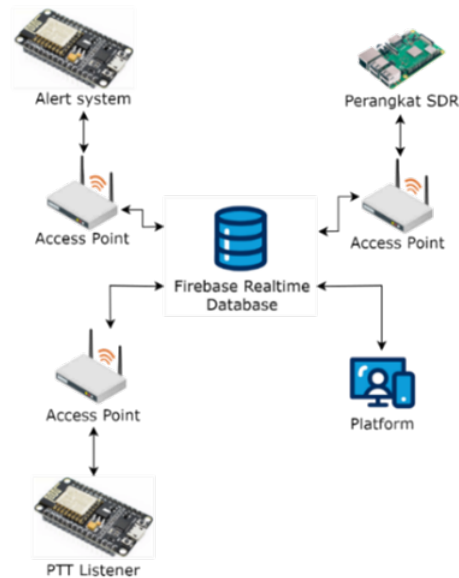 Alert system
Perangkat SDR
Access Point
Access Point
Firebase Realtime
Database
Access Point
Platform
PTT Listener